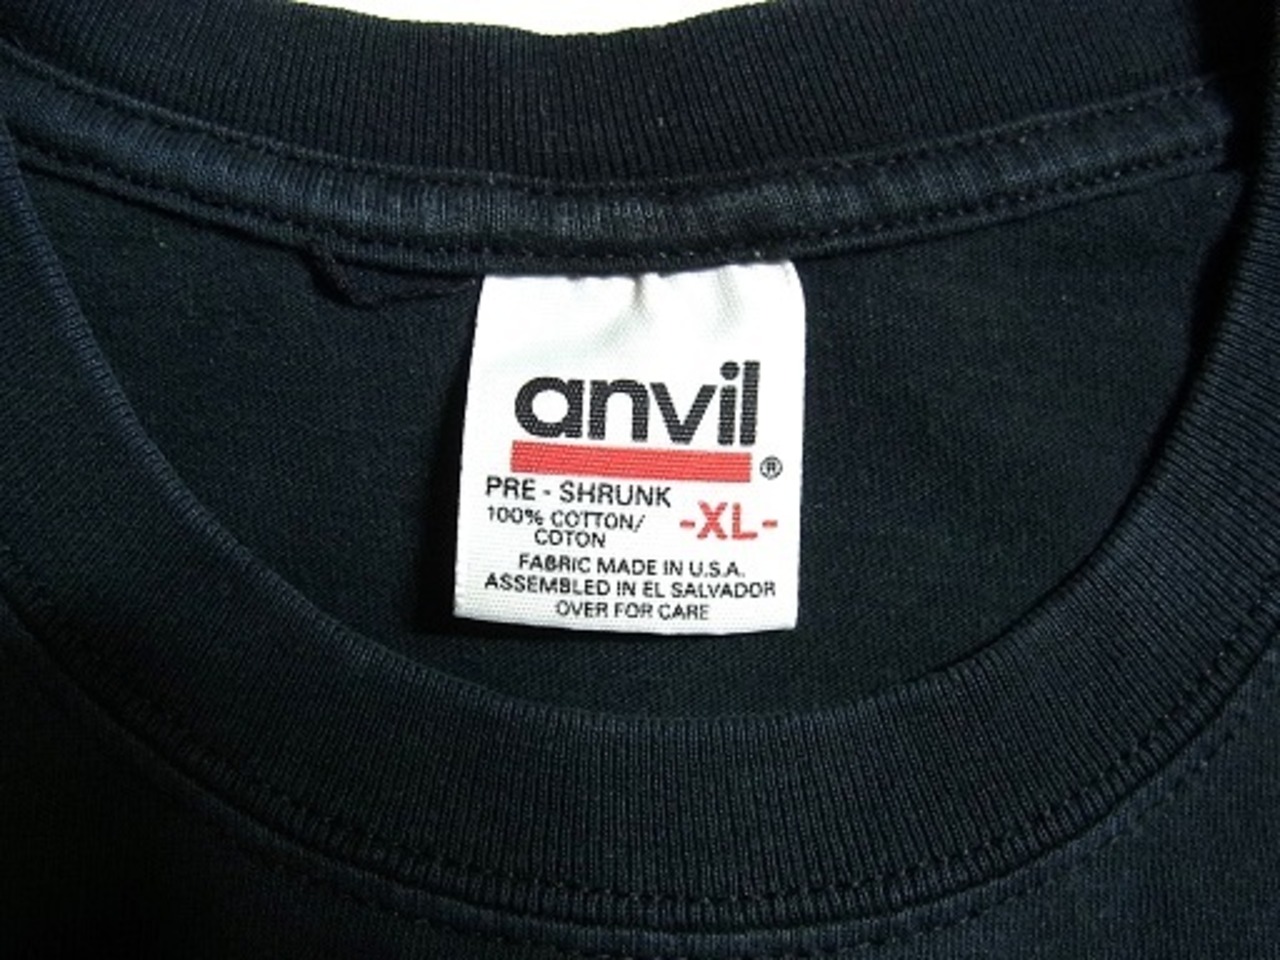 anvil®
PRE - SHRUNK
100% COTTON/
COTON
-XL-
FABRIC MADE IN U.S.A.
ASSEMBLED IN EL SALVADOR
OVER FOR CARE